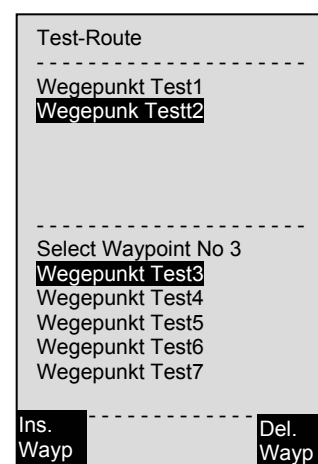 Test-Route
- - - - - - - - - - - - - - - - - - - - -
Wegepunkt Test1
Wegepunk Testt2
- - - - - - - - - - - - - - - - - - - - -
Select Waypoint No 3
Wegepunkt Test3
Wegepunkt Test4
Wegepunkt Test5
Wegepunkt Test6
Wegepunkt Test7
- - - - - - - - - - - - -
Ins. Del.
Wayp Wayp